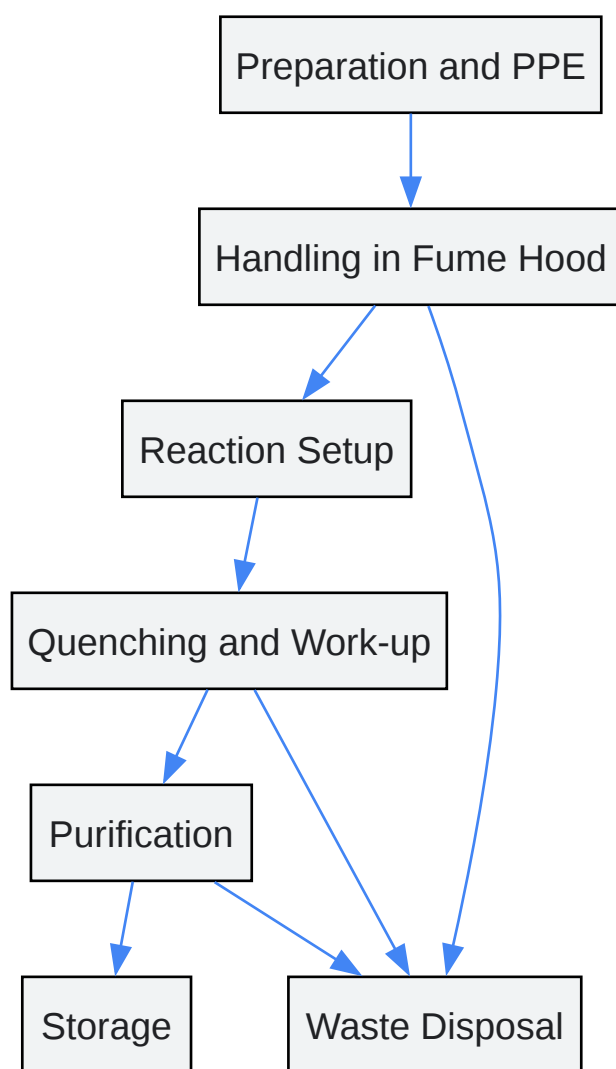 Preparation and PPE
Handling in Fume Hood
Reaction Setup
Quenching and Work-up
Purification
Storage
Waste Disposal